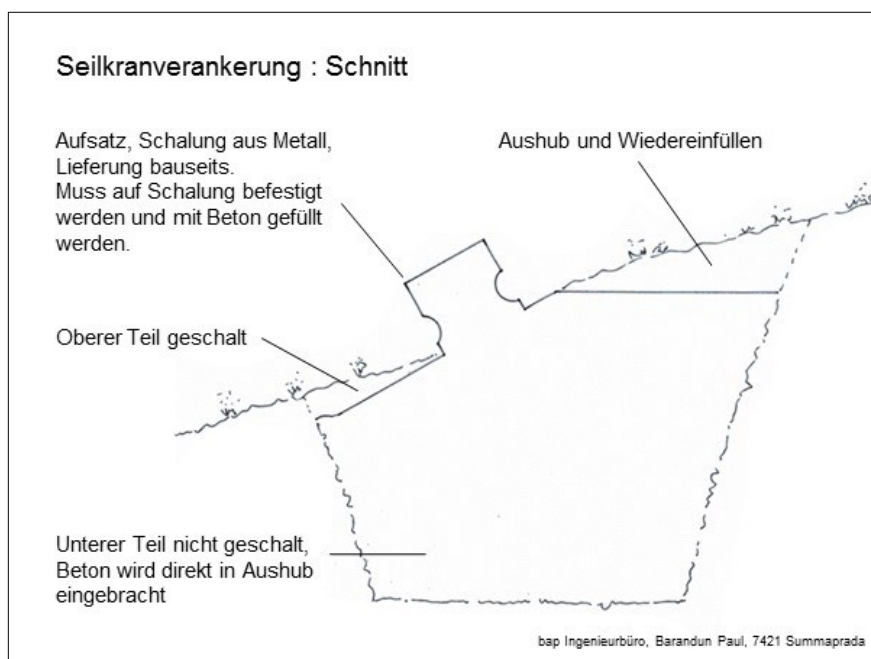 Seilkranverankerung : Schnitt
Aufsatz, Schalung aus Metall,
Lieferung bauseits.
Muss auf Schalung befestigt
werden und mit Beton gefüllt
werden.
Aushub und Wiedereinfüllen
Oberer Teil geschalt
Unterer Teil nicht geschalt,
Beton wird direkt in Aushub
eingebracht
bap Ingenieurbüro, Barandun Paul, 7421 Summaprada